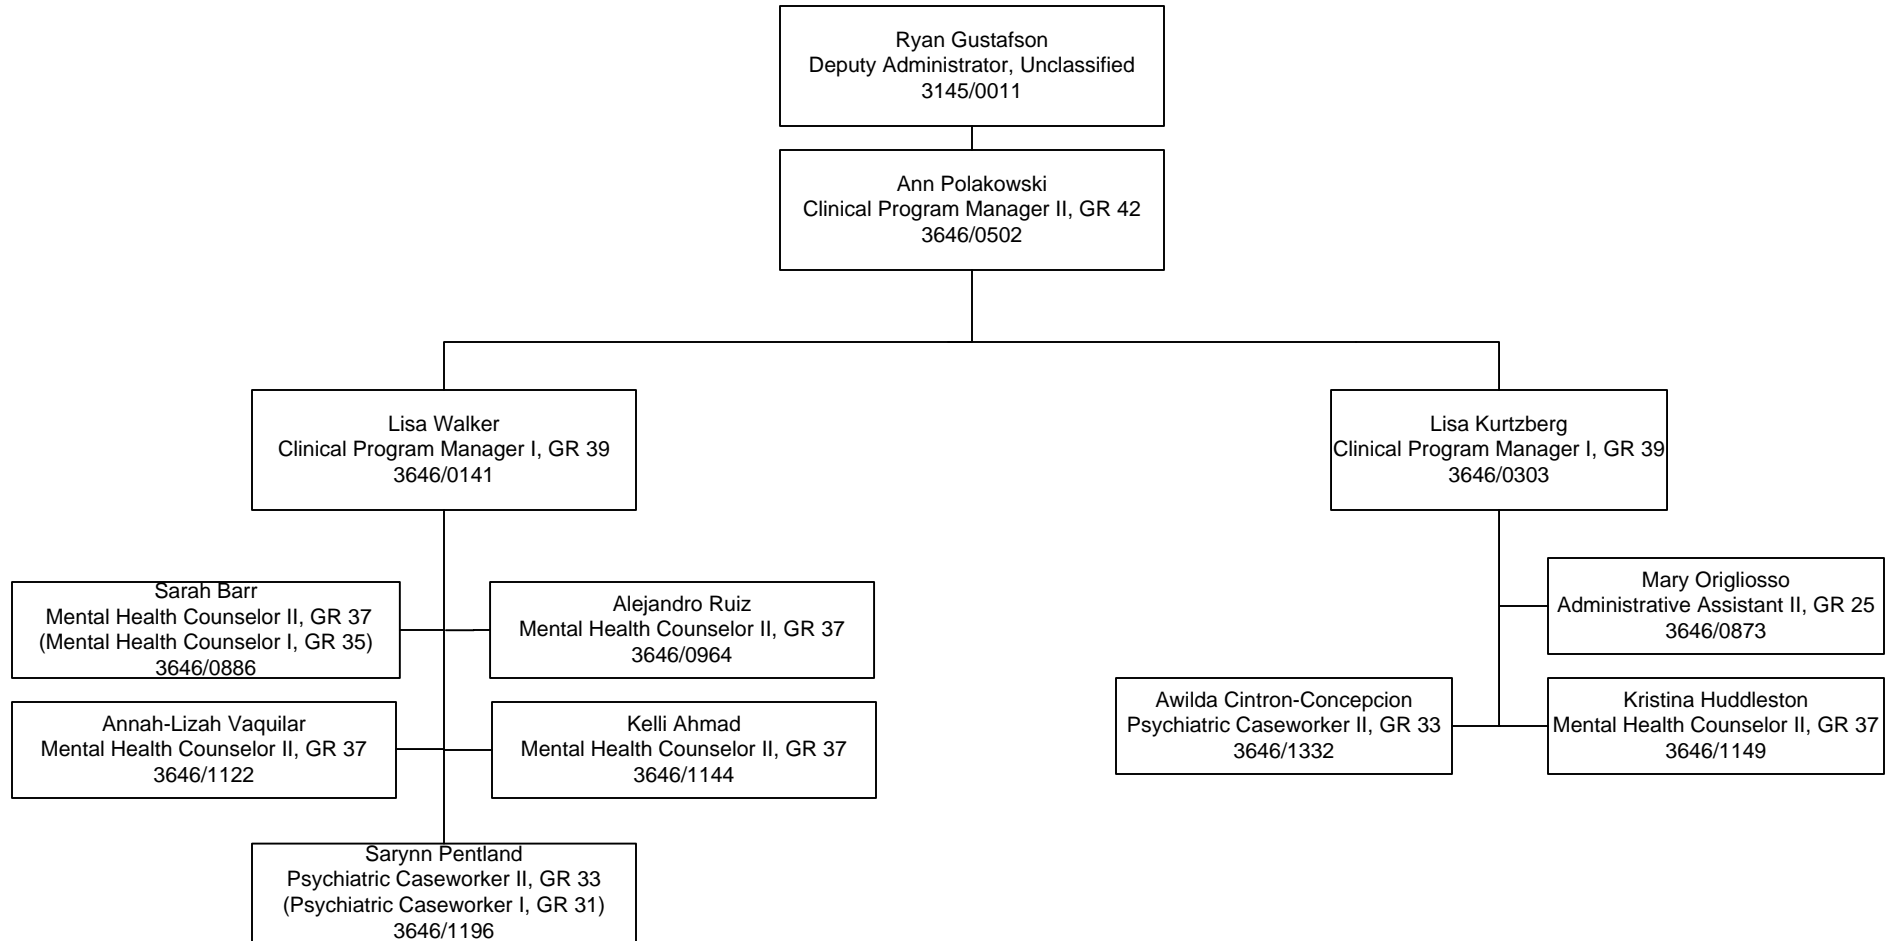 Ryan Gustafson
Deputy Administrator, Unclassified
3145/0011
Ann Polakowski
Clinical Program Manager II, GR 42
3646/0502
Lisa Walker
Clinical Program Manager I, GR 39
3646/0141
Lisa Kurtzberg
Clinical Program Manager I, GR 39
3646/0303
Sarah Barr
Mental Health Counselor II, GR 37
(Mental Health Counselor I, GR 35)
3646/0886
Alejandro Ruiz
Mental Health Counselor II, GR 37
3646/0964
Mary Origliosso
Administrative Assistant II, GR 25
3646/0873
Annah-Lizah Vaquilar
Mental Health Counselor II, GR 37
3646/1122
Kelli Ahmad
Mental Health Counselor II, GR 37
3646/1144
Awilda Cintron-Concepcion
Psychiatric Caseworker II, GR 33
3646/1332
Kristina Huddleston
Mental Health Counselor II, GR 37
3646/1149
Sarynn Pentland
Psychiatric Caseworker II, GR 33
(Psychiatric Caseworker I, GR 31)
3646/1196